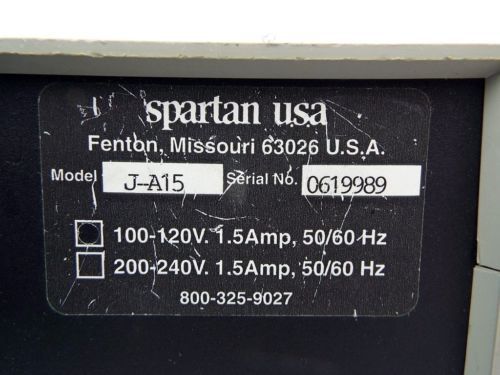 spartan usa
Fenton, Missouri 63026 U.S.A.
Model J-A15 Serial No. 0619989
100-120V. 1.5Amp, 50/60 Hz
200-240V. 1.5Amp, 50/60 Hz
800-325-9027